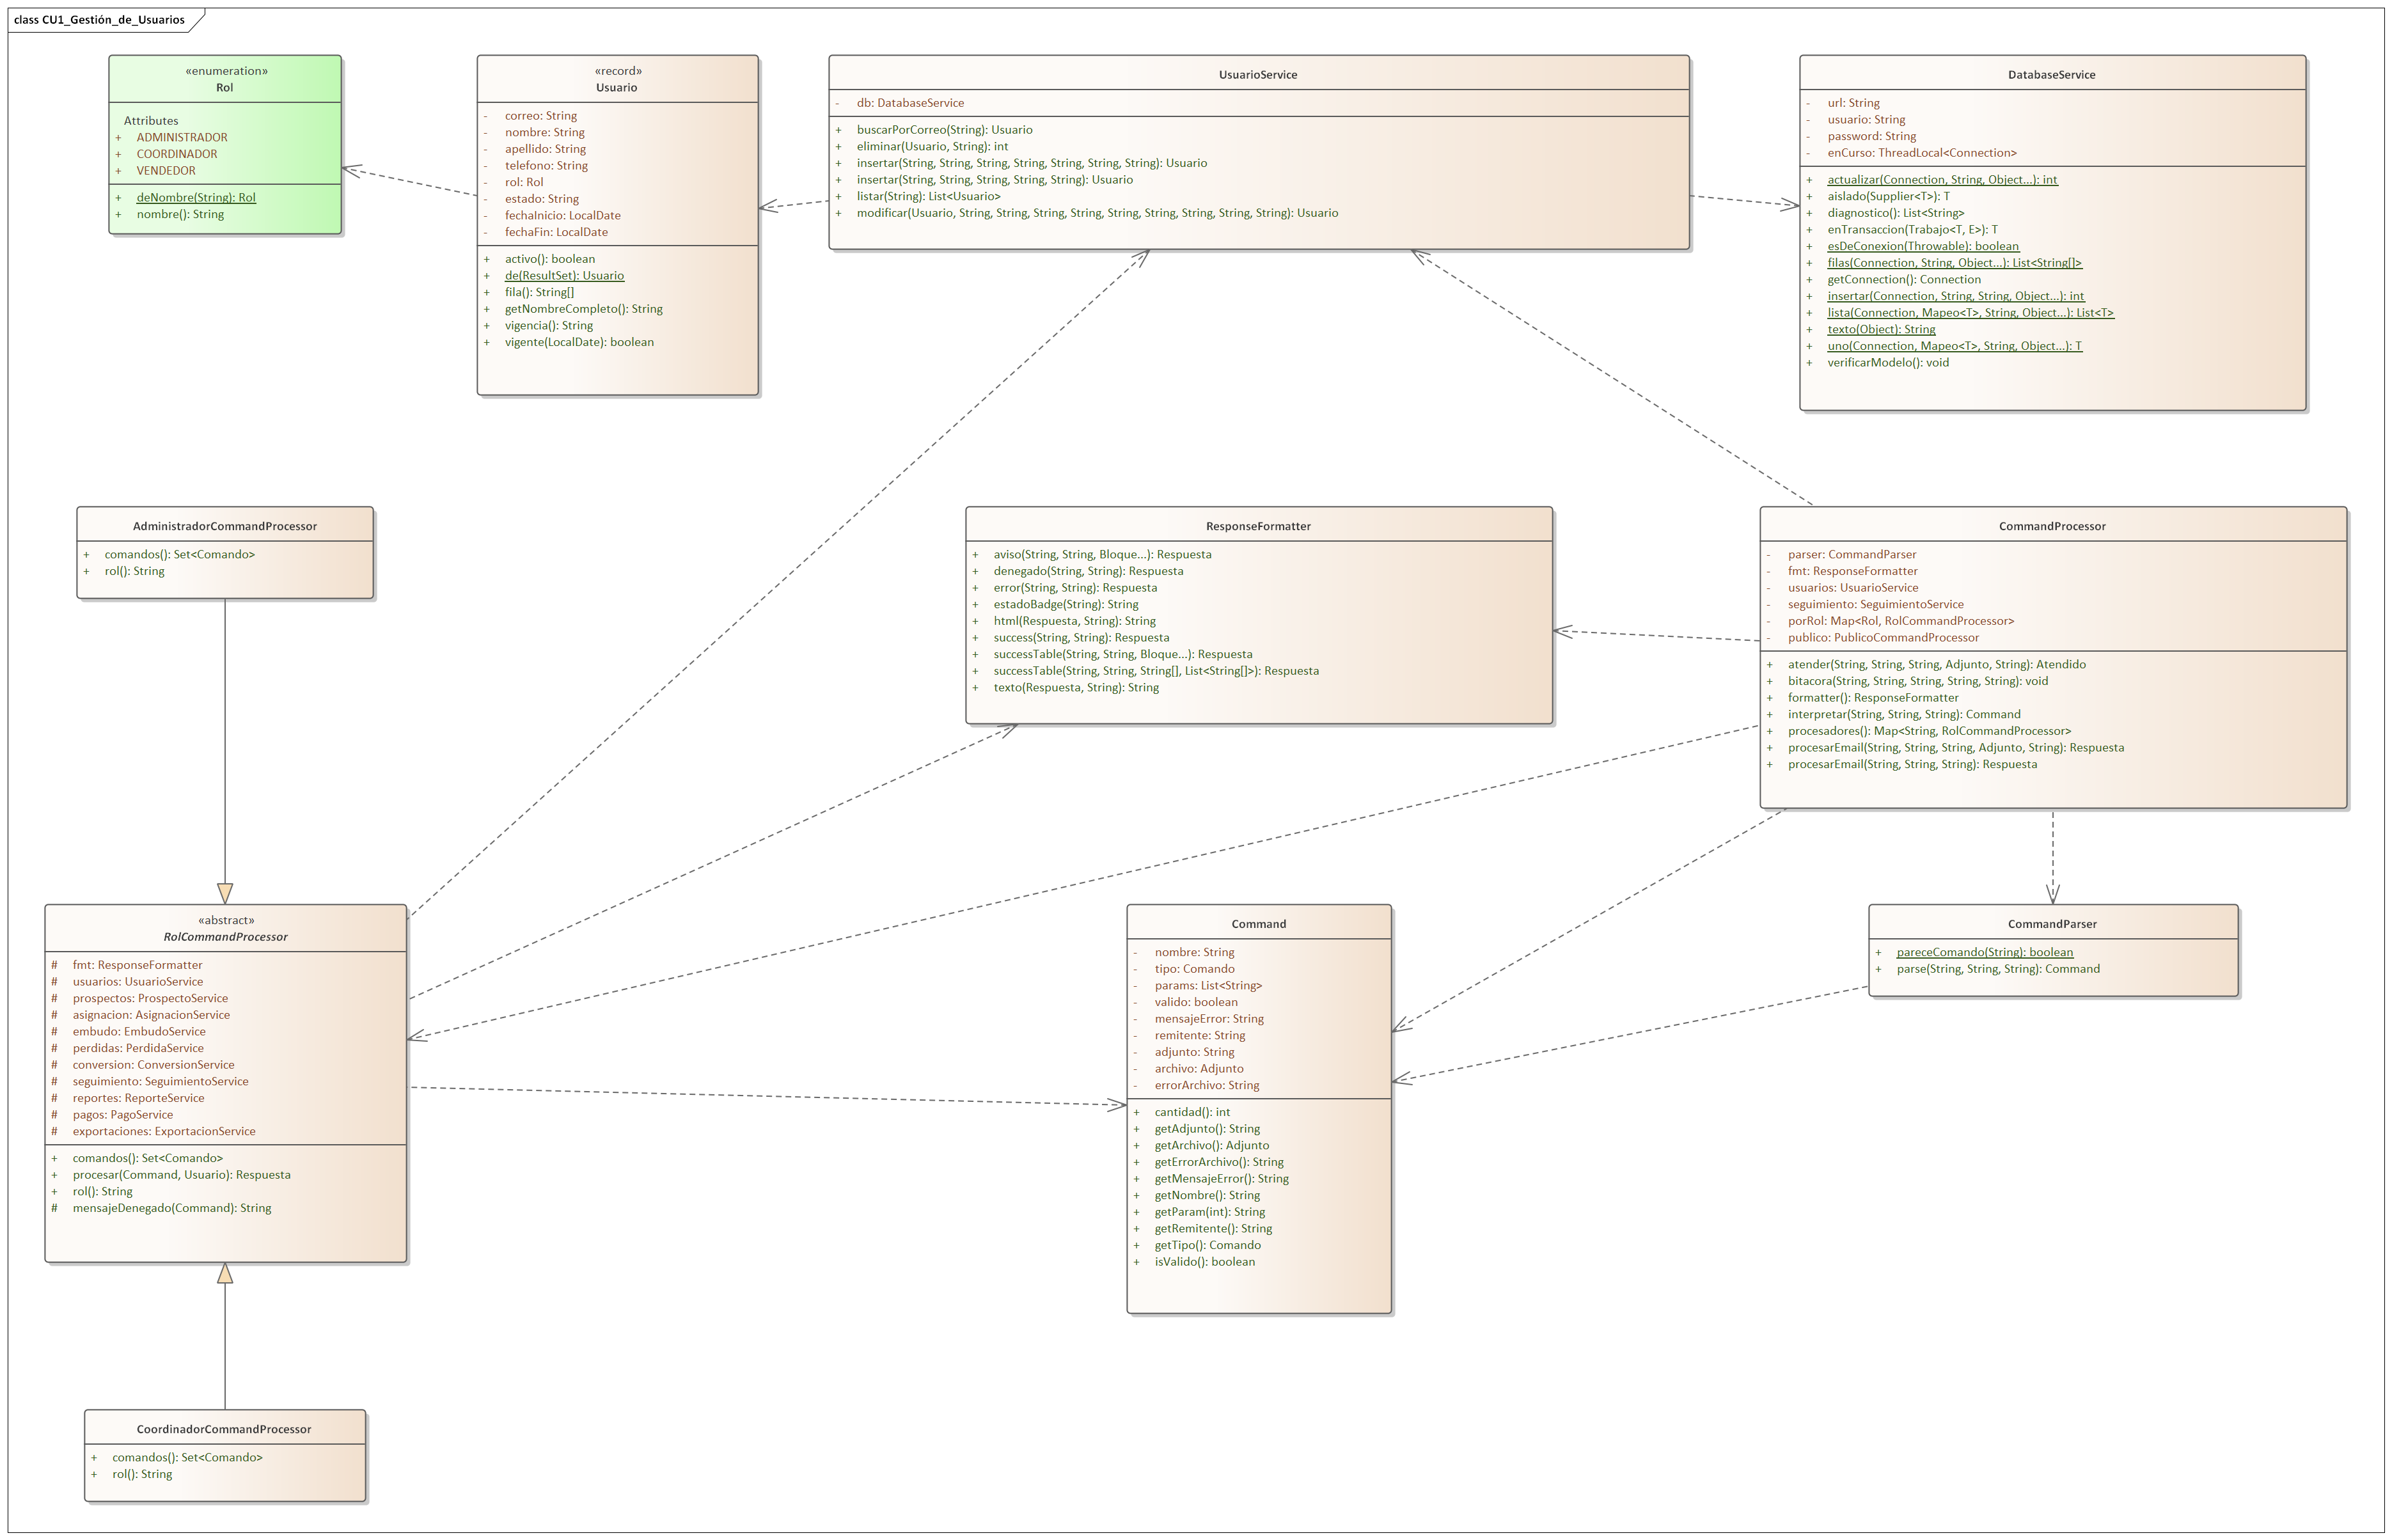 class CU1_Gestión_de_Usuarios
«enumeration»
Rol
Attributes
+ ADMINISTRADOR
+ COORDINADOR
+ VENDEDOR
+ deNombre(String): Rol
+ nombre(): String
«record»
Usuario
- correo: String
- nombre: String
- apellido: String
- telefono: String
- rol: Rol
- estado: String
- fechaInicio: LocalDate
- fechaFin: LocalDate
+ activo(): boolean
+ de(ResultSet): Usuario
+ fila(): String[]
+ getNombreCompleto(): String
+ vigencia(): String
+ vigente(LocalDate): boolean
UsuarioService
- db: DatabaseService
+ buscarPorCorreo(String): Usuario
+ eliminar(Usuario, String): int
+ insertar(String, String, String, String, String, String, String): Usuario
+ insertar(String, String, String, String, String): Usuario
+ listar(String): List<Usuario>
+ modificar(Usuario, String, String, String, String, String, String, String, String): Usuario
DatabaseService
- url: String
- usuario: String
- password: String
- enCurso: ThreadLocal<Connection>
+ actualizar(Connection, String, Object...): int
+ aislado(Supplier<T>): T
+ diagnostico(): List<String>
+ enTransaccion(Trabajo<T, E>): T
+ esDeConexion(Throwable): boolean
+ filas(Connection, String, Object...): List<String[]>
+ getConnection(): Connection
+ insertar(Connection, String, String, Object...): int
+ lista(Connection, Mapeo<T>, String, Object...): List<T>
+ texto(Object): String
+ uno(Connection, Mapeo<T>, String, Object...): T
+ verificarModelo(): void
AdministradorCommandProcessor
+ comandos(): Set<Comando>
+ rol(): String
ResponseFormatter
+ aviso(String, String, Bloque...): Respuesta
+ denegado(String, String): Respuesta
+ error(String, String): Respuesta
+ estadoBadge(String): String
+ html(Respuesta, String): String
+ success(String, String): Respuesta
+ successTable(String, String, Bloque...): Respuesta
+ successTable(String, String, String[], List<String[]>): Respuesta
+ texto(Respuesta, String): String
CommandProcessor
- parser: CommandParser
- fmt: ResponseFormatter
- usuarios: UsuarioService
- seguimiento: SeguimientoService
- porRol: Map<Rol, RolCommandProcessor>
- publico: PublicoCommandProcessor
+ atender(String, String, String, Adjunto, String): Atendido
+ bitacora(String, String, String, String, String): void
+ formatter(): ResponseFormatter
+ interpretar(String, String, String): Command
+ procesadores(): Map<String, RolCommandProcessor>
+ procesarEmail(String, String, String, Adjunto, String): Respuesta
+ procesarEmail(String, String, String): Respuesta
«abstract»
RolCommandProcessor
# fmt: ResponseFormatter
# usuarios: UsuarioService
# prospectos: ProspectoService
# asignacion: AsignacionService
# embudo: EmbudoService
# perdidas: PerdidaService
# conversion: ConversionService
# seguimiento: SeguimientoService
# reportes: ReporteService
# pagos: PagoService
# exportaciones: ExportacionService
+ comandos(): Set<Comando>
+ procesar(Command, Usuario): Respuesta
+ rol(): String
# mensajeDenegado(Command): String
Command
- nombre: String
- tipo: Comando
- params: List<String>
- valido: boolean
- mensajeError: String
- remitente: String
- adjunto: String
- archivo: Adjunto
- errorArchivo: String
+ cantidad(): int
+ getAdjunto(): String
+ getArchivo(): Adjunto
+ getErrorArchivo(): String
+ getMensajeError(): String
+ getNombre(): String
+ getParam(int): String
+ getRemitente(): String
+ getTipo(): Comando
+ isValido(): boolean
CommandParser
+ pareceComando(String): boolean
+ parse(String, String, String): Command
CoordinadorCommandProcessor
+ comandos(): Set<Comando>
+ rol(): String